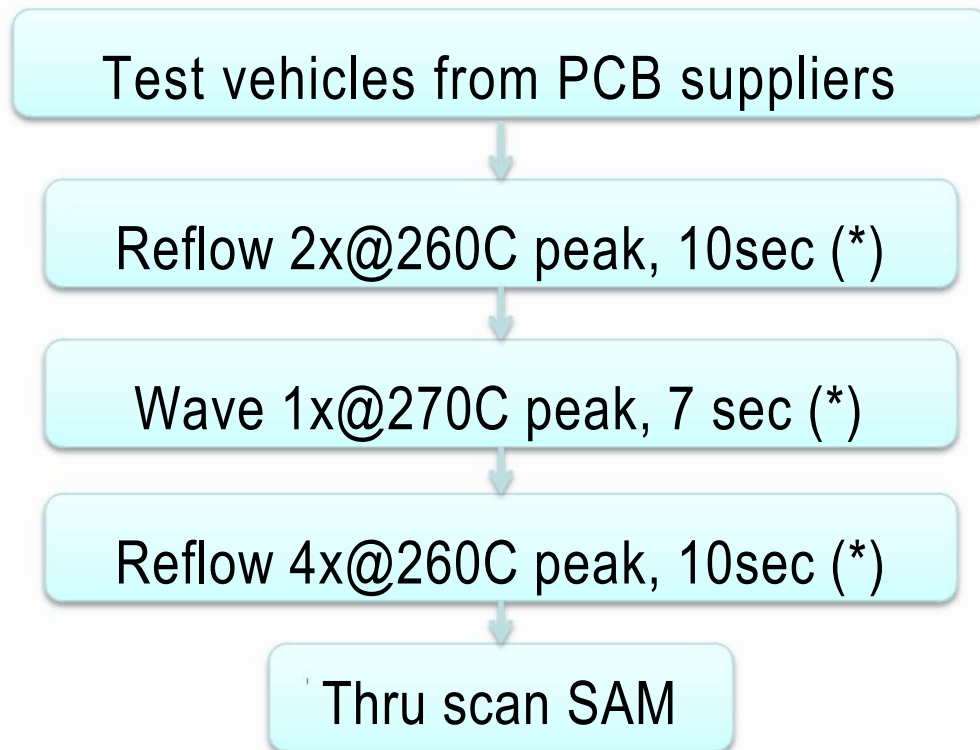 Test vehicles from PCB suppliers
Reflow 2x@260C peak, 10sec (*)
Wave 1x@270C peak, 7 sec (*)
Reflow 4x@260C peak, 10sec (*)
Thru scan SAM